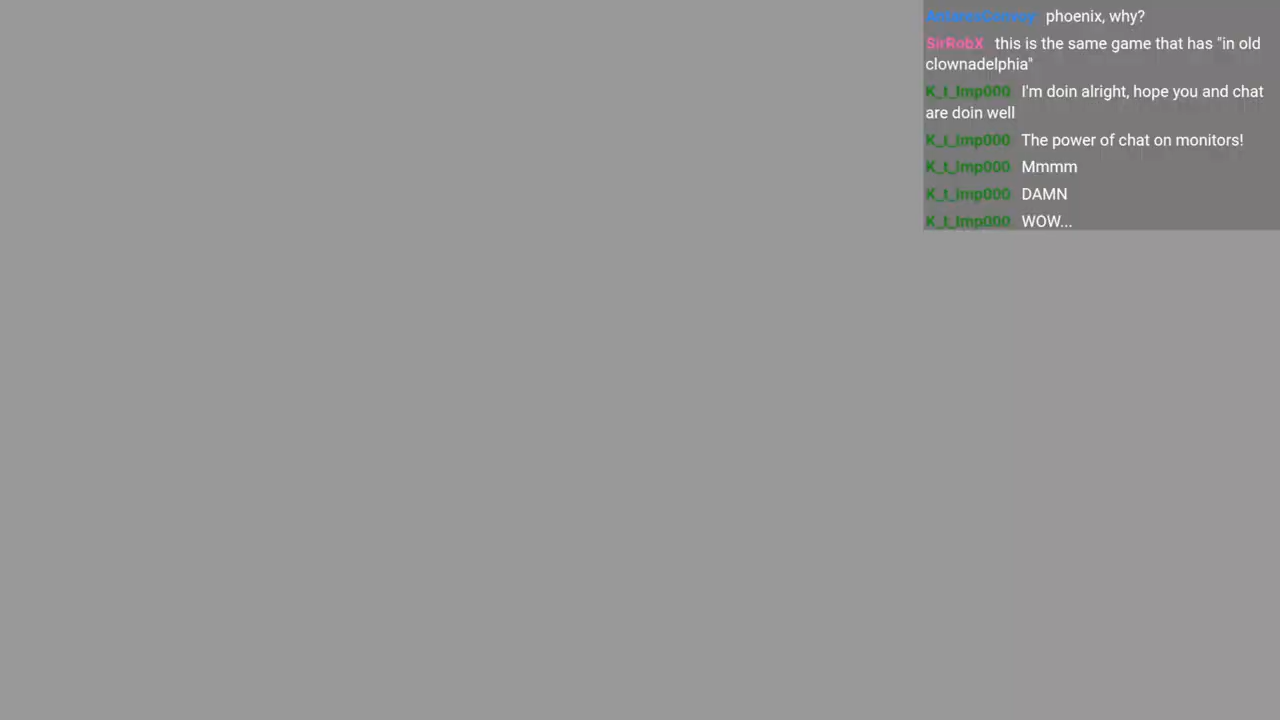 phoenix, why?
SirRobX this is the same game that has "in old
clownadelphia"
K_t_Imp000 I'm doin alright, hope you and chat
are doin well
K_t_Imp000 The power of chat on monitors!
K_t_Imp000 Mmmm
K_t_Imp000 DAMN
K_t_Imp000 WOW...